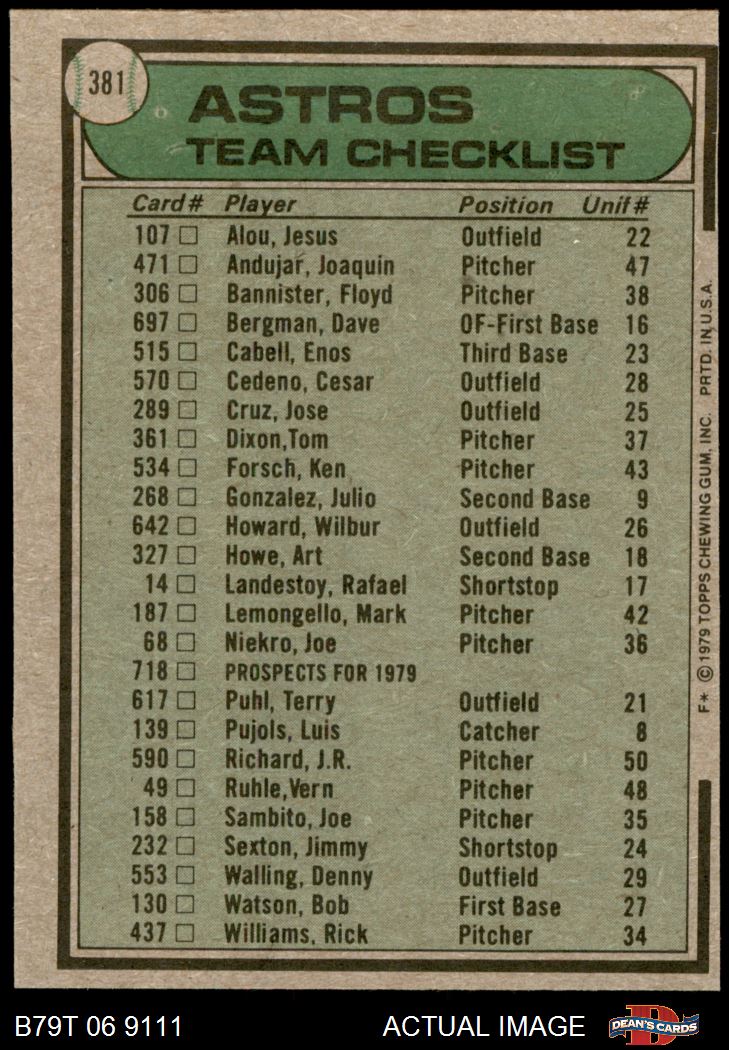 381
ASTROS
TEAM CHECKLIST
Card # Player Position Unif #
107 Alou, Jesus Outfield 22
471 Andujar, Joaquin Pitcher 47
306 Bannister, Floyd Pitcher 38
697 Bergman, Dave OF-First Base 16
515 Cabell, Enos Third Base 23
570 Cedeno, Cesar Outfield 28
289 Cruz, Jose Outfield 25
361 Dixon,Tom Pitcher 37
534 Forsch, Ken Pitcher 43
268 Gonzalez, Julio Second Base 9
642 Howard, Wilbur Outfield 26
327 Howe, Art Second Base 18
14 Landestoy, Rafael Shortstop 17
187 Lemongello, Mark Pitcher 42
68 Niekro, Joe Pitcher 36
718 PROSPECTS FOR 1979
617 Puhl, Terry Outfield 21
139 Pujols, Luis Catcher 8
590 Richard, J.R. Pitcher 50
49 Ruhle,Vern Pitcher 48
158 Sambito, Joe Pitcher 35
232 Sexton, Jimmy Shortstop 24
553 Walling, Denny Outfield 29
130 Watson, Bob First Base 27
437 Williams, Rick Pitcher 34
F* © 1979 TOPPS CHEWING GUM, INC. PRTD. IN U.S.A.
B79T 06 9111 ACTUAL IMAGE
DEAN'S CARDS